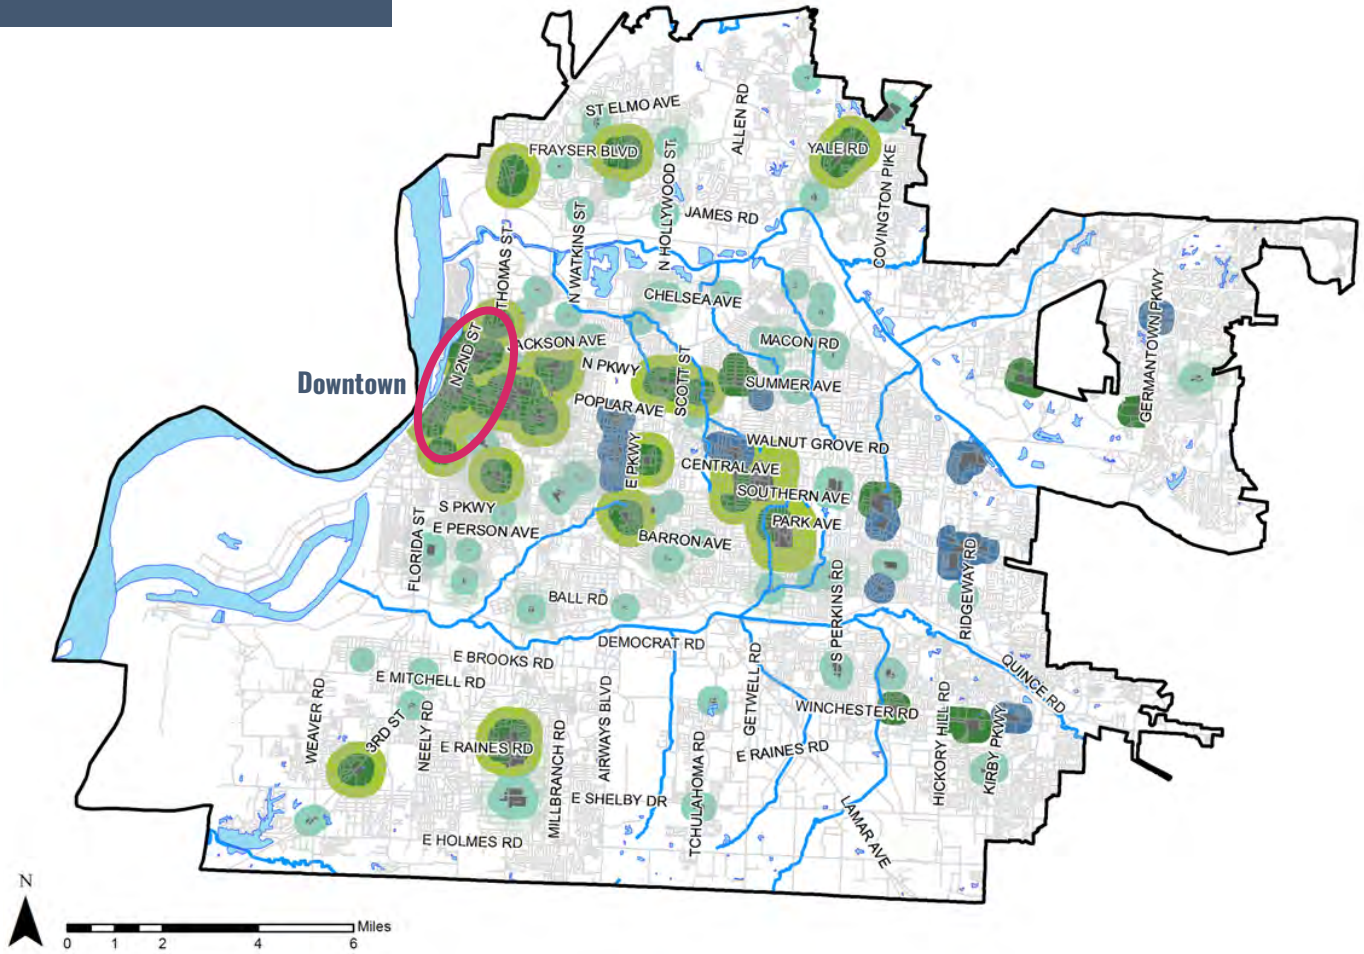 ST ELMO AVE
ALLEN RD
FRAYSER BLVD
YALE RD
N HOLLYWOOD ST
COVINGTON PIKE
JAMES RD
N WATKINS ST
THOMAS ST
GERMANTOWN PKWY
CHELSEA AVE
N 2ND ST
JACKSON AVE
MACON RD
N PKWY
SCOTT ST
SUMMER AVE
Downtown
POPLAR AVE
WALNUT GROVE RD
E PKWY
CENTRAL AVE
SOUTHERN AVE
S PKWY
PARK AVE
E PERSON AVE
FLORIDA ST
BARRON AVE
RIDGEWAY RD
BALL RD
S PERKINS RD
DEMOCRAT RD
E BROOKS RD
QUINCE RD
E MITCHELL RD
GETWELL RD
WEAVER RD
WINCHESTER RD
3RD ST
NEELY RD
AIRWAYS BLVD
HICKORY HILL RD
KIRBY PKWY
E RAINES RD
E RAINES RD
MILLBRANCH RD
TCHULAHOMA RD
E SHELBY DR
LAMAR AVE
E HOLMES RD
N
Miles
0 1 2 4 6